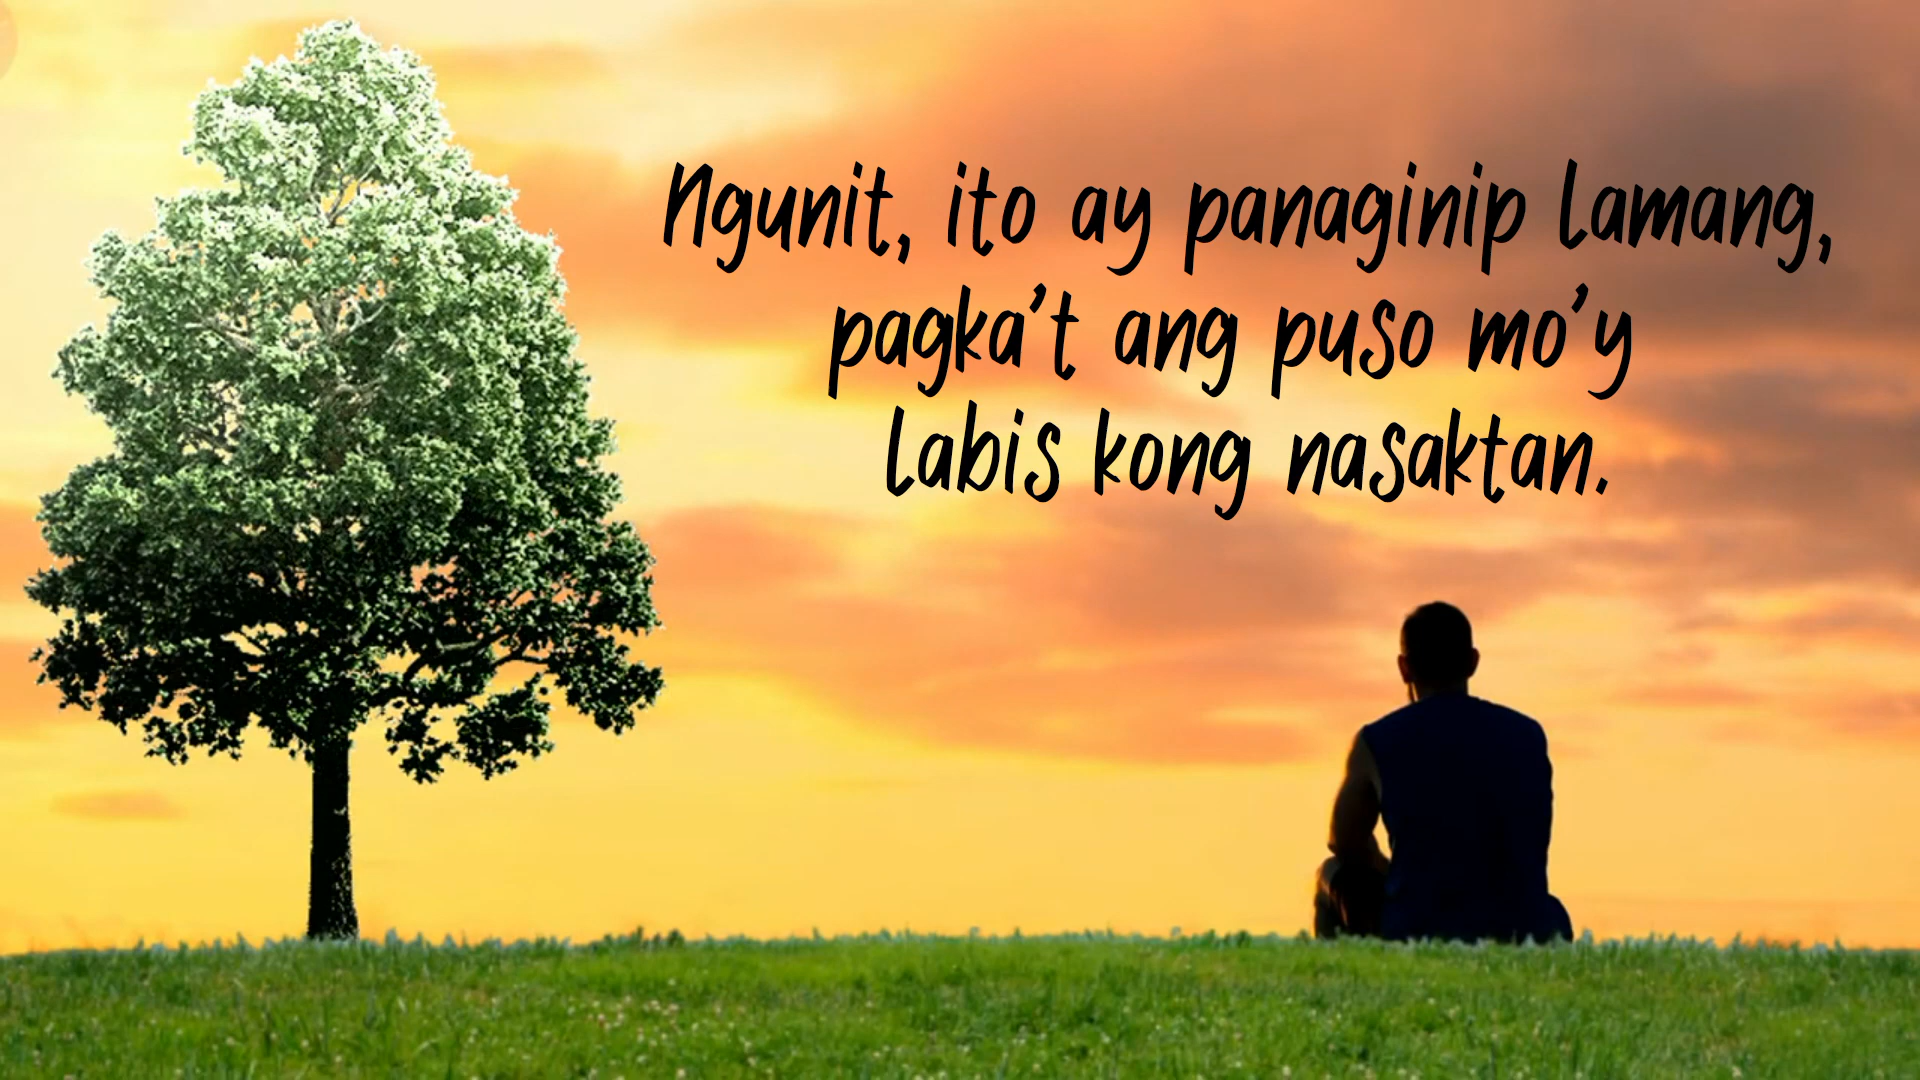 Ngunit, ito ay panaginip lamang,
pagka't ang puso mo'y
labis kong nasaktan.